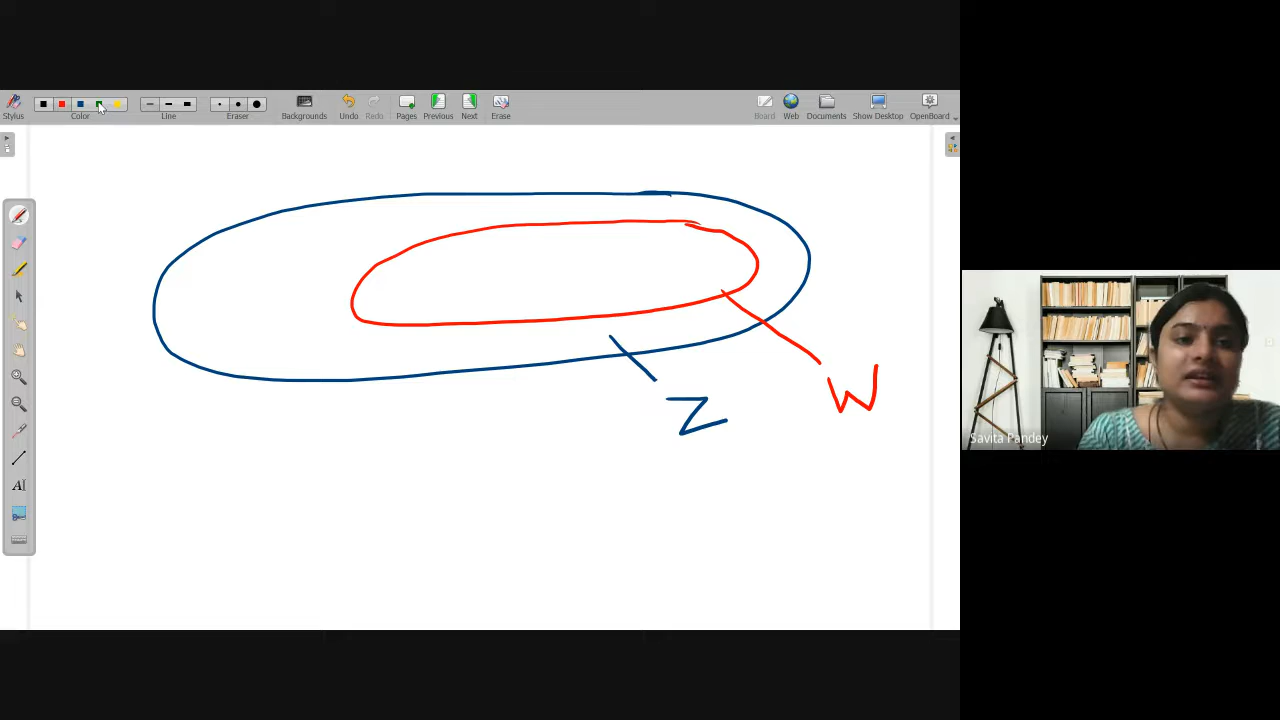 Stylus Color Line Eraser Backgrounds Undo Redo Pages Previous Next Erase Board Web Documents Show Desktop OpenBoard
A
Z
W
Savita Pandey